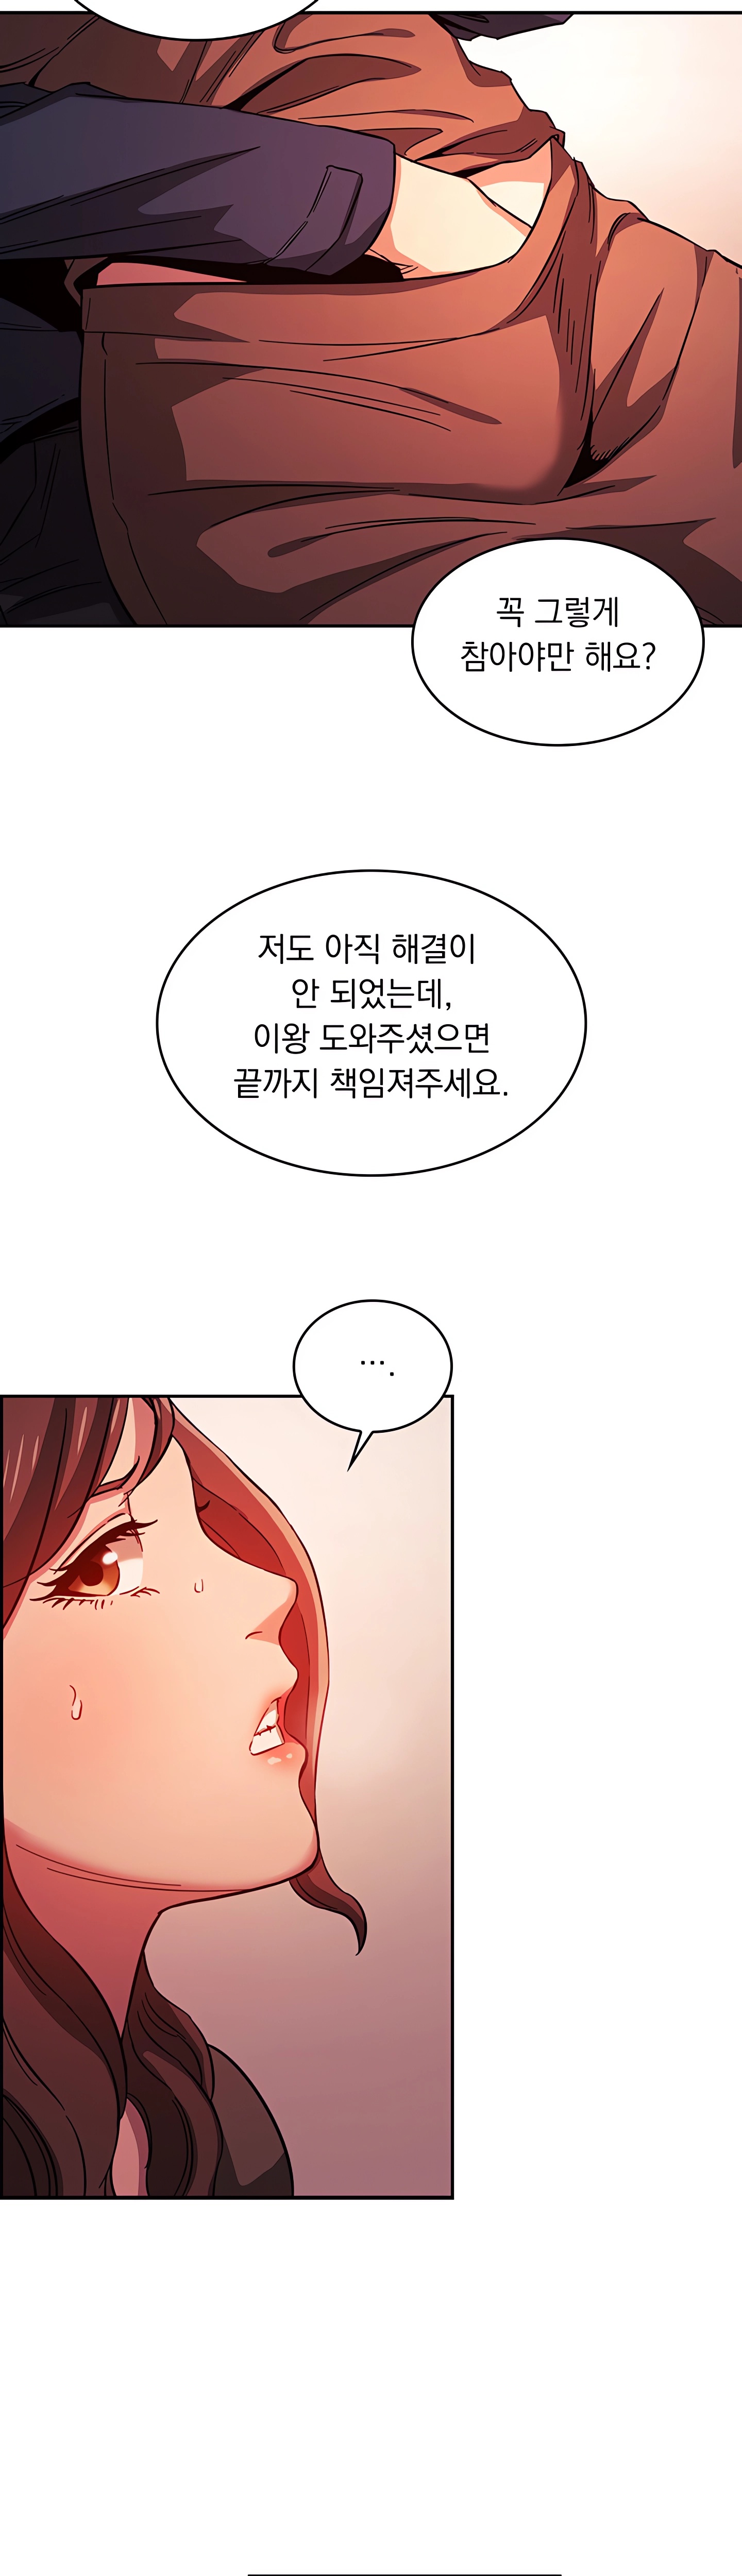 꼭 그렇게
참아야만 해요?
저도 아직 해결이
안 되었는데,
이왕 도와주셨으면
끝까지 책임져주세요.
….